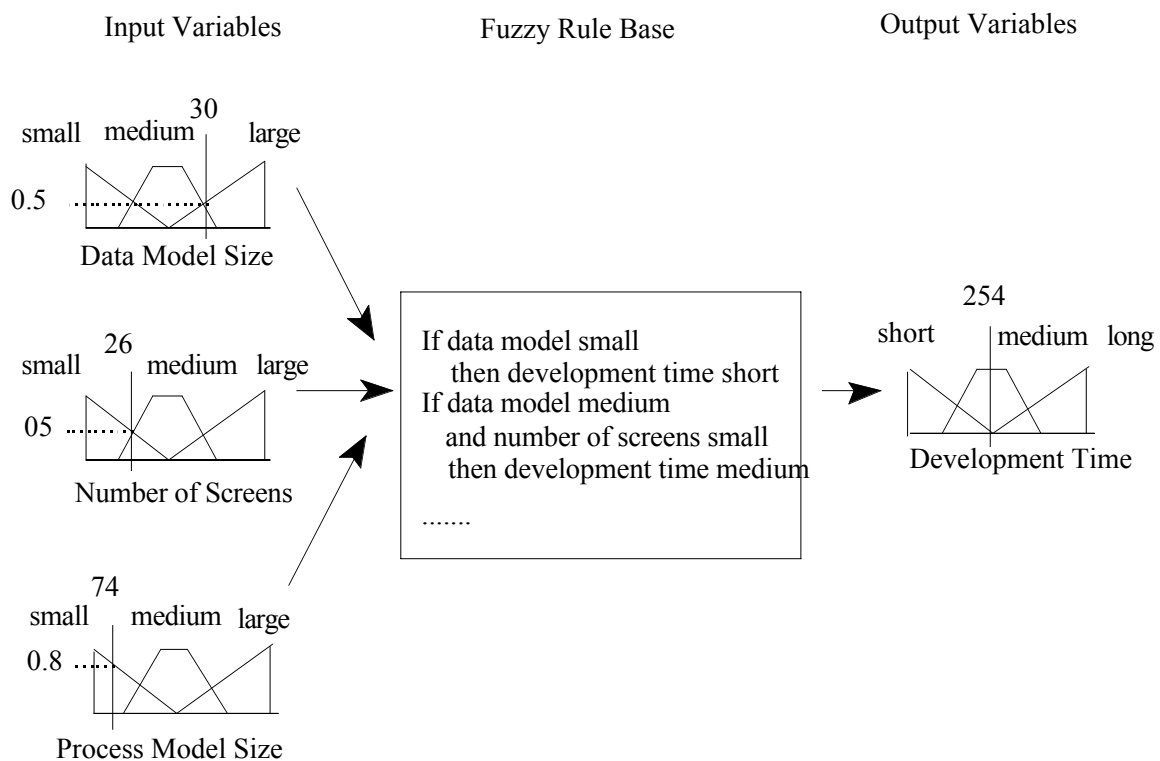 Input Variables
Fuzzy Rule Base
Output Variables
30
small medium large
0.5
Data Model Size
26
small medium large
05
Number of Screens
74
small medium large
0.8
Process Model Size
If data model small
then development time short
If data model medium
and number of screens small
then development time medium
.......
254
short medium long
Development Time